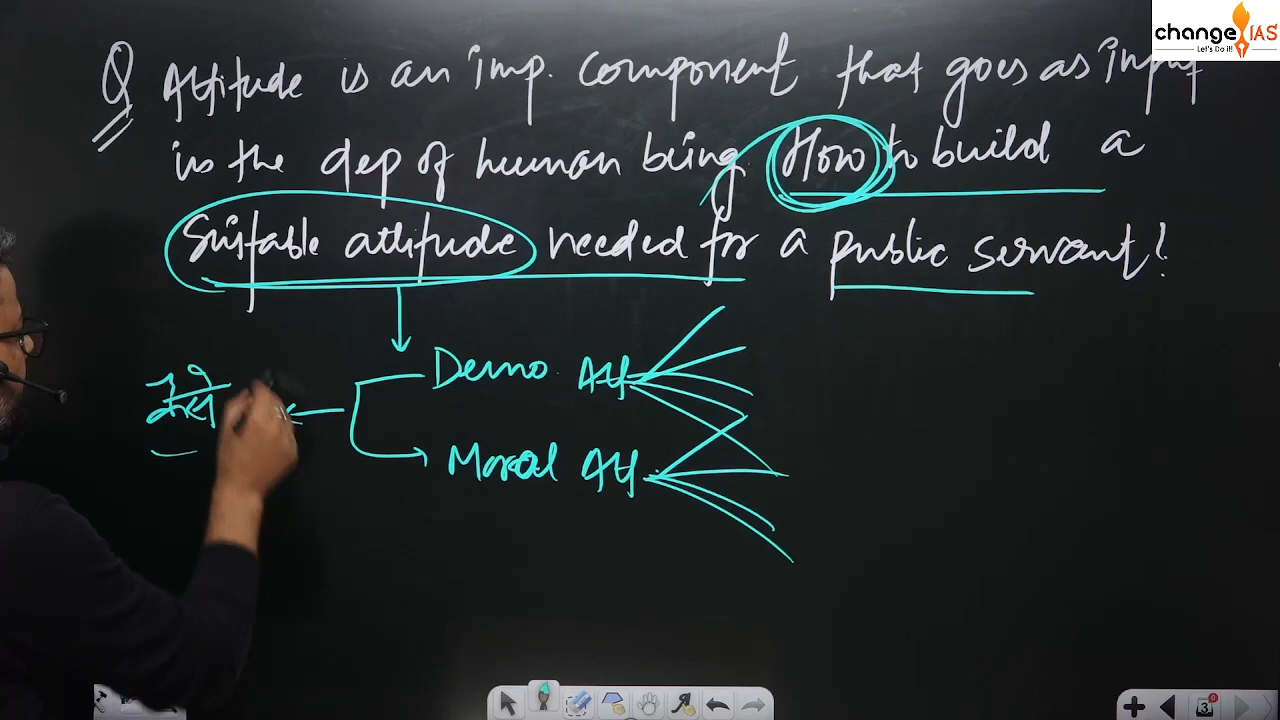 change IAS
Let's Do it!
Q Attitude is an imp. component that goes as input
in the dep of human being. How to build a
suitable attitude needed for a public servant?
Demo Att
Moral Att
3